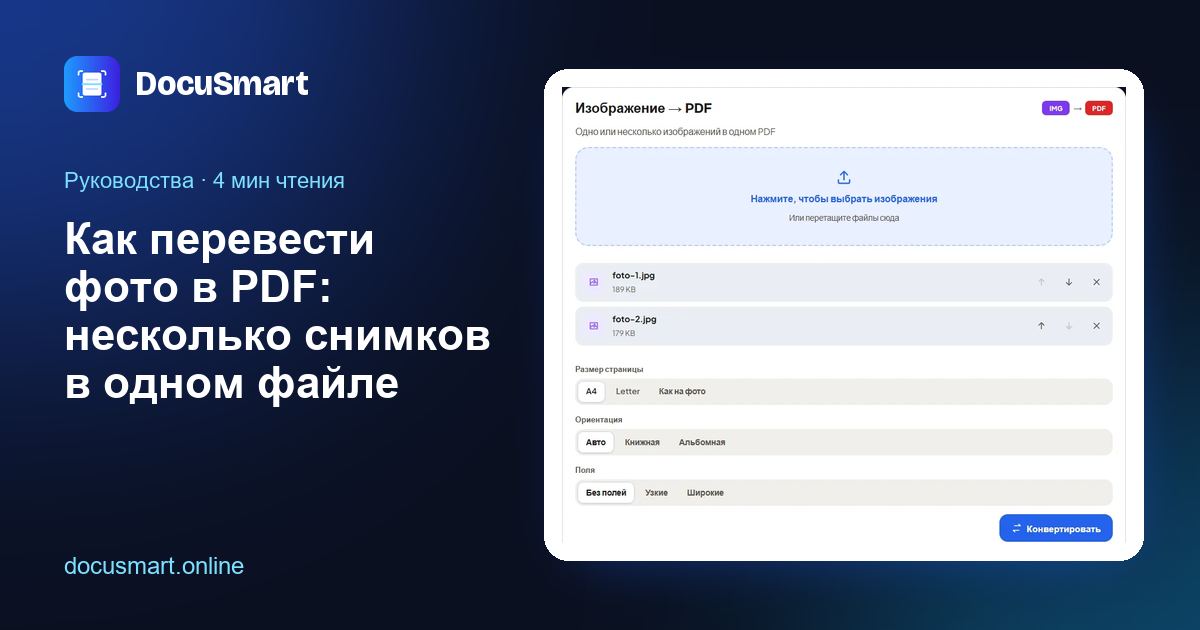 DocuSmart
Руководства · 4 мин чтения
Как перевести
фото в PDF:
несколько снимков
в одном файле
docusmart.online
Изображение → PDF
IMG → PDF
Одно или несколько изображений в одном PDF
Нажмите, чтобы выбрать изображения
Или перетащите файлы сюда
foto-1.jpg
189 KB
foto-2.jpg
179 KB
Размер страницы
A4 Letter Как на фото
Ориентация
Авто Книжная Альбомная
Поля
Без полей Узкие Широкие
Конвертировать